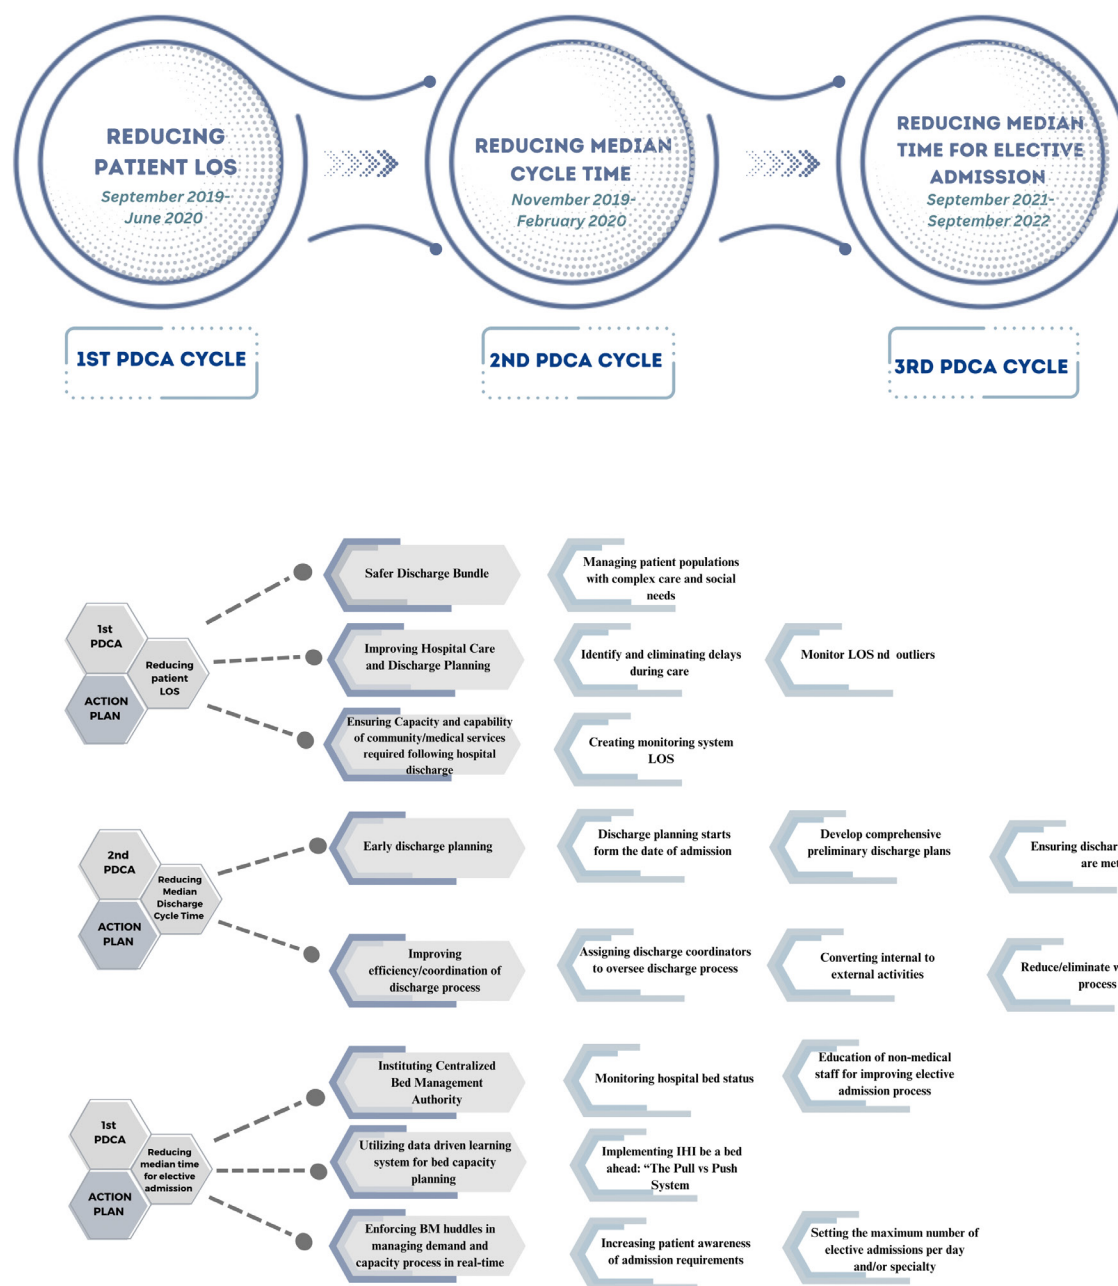 REDUCING
PATIENT LOS
September 2019-
June 2020
REDUCING MEDIAN
CYCLE TIME
November 2019-
February 2020
REDUCING MEDIAN
TIME FOR ELECTIVE
ADMISSION
September 2021-
September 2022
1ST PDCA CYCLE
2ND PDCA CYCLE
3RD PDCA CYCLE
1st
PDCA
ACTION
PLAN
Reducing
patient
LOS
Safer Discharge Bundle
Managing patient populations
with complex care and social
needs
Improving Hospital Care
and Discharge Planning
Identify and eliminating delays
during care
Monitor LOS nd outliers
Ensuring Capacity and capability
of community/medical services
required following hospital
discharge
Creating monitoring system
LOS
2nd
PDCA
ACTION
PLAN
Reducing
Median
Discharge
Cycle Time
Early discharge planning
Discharge planning starts
form the date of admission
Develop comprehensive
preliminary discharge plans
Ensuring
are
Improving
efficiency/coordination of
discharge process
Assigning discharge coordinators
to oversee discharge process
Converting internal to
external activities
Reduce/eliminate
process
1st
PDCA
ACTION
PLAN
Reducing
median time
for elective
admission
Instituting Centralized
Bed Management
Authority
Monitoring hospital bed status
Education of non-medical
staff for improving elective
admission process
Utilizing data driven learning
system for bed capacity
planning
Implementing IHI be a bed
ahead: “The Pull vs Push
System
Enforcing BM huddles in
managing demand and
capacity process in real-time
Increasing patient awareness
of admission requirements
Setting the maximum number of
elective admissions per day
and/or specialty